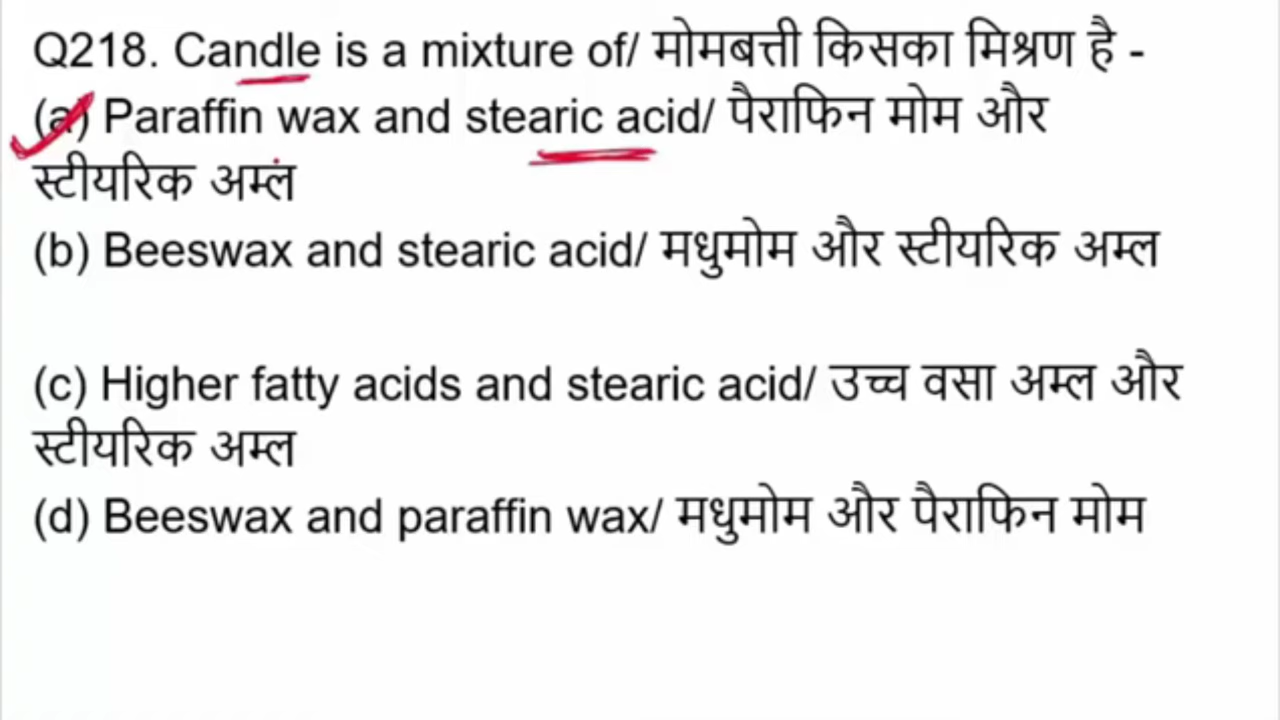 Q218. Candle is a mixture of/ मोमबत्ती किसका मिश्रण है -
(a) Paraffin wax and stearic acid/ पैराफिन मोम और
स्टीयरिक अम्ल
(b) Beeswax and stearic acid/ मधुमोम और स्टीयरिक अम्ल
(c) Higher fatty acids and stearic acid/ उच्च वसा अम्ल और
स्टीयरिक अम्ल
(d) Beeswax and paraffin wax/ मधुमोम और पैराफिन मोम